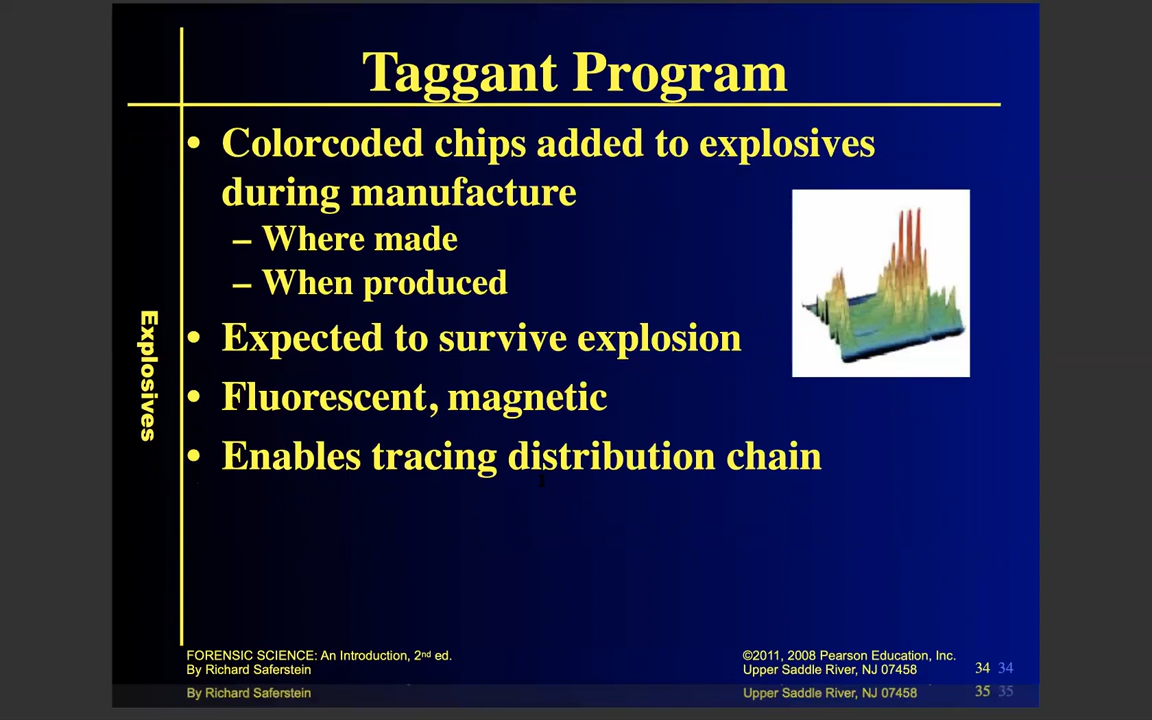 Taggant Program
• Colorcoded chips added to explosives
during manufacture
– Where made
– When produced
• Expected to survive explosion
• Fluorescent, magnetic
• Enables tracing distribution chain
Explosives
FORENSIC SCIENCE: An Introduction, 2nd ed.
By Richard Saferstein
©2011, 2008 Pearson Education, Inc.
Upper Saddle River, NJ 07458
34 34
By Richard Saferstein
Upper Saddle River, NJ 07458
35 35